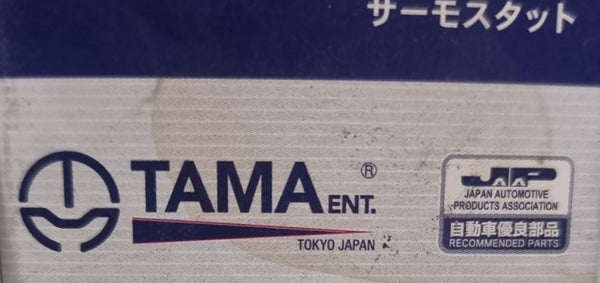 サーモスタット
TAMA ENT.®
TOKYO JAPAN
JAPA
JAPAN AUTOMOTIVE
PRODUCTS ASSOCIATION
自動車優良部品
RECOMMENDED PARTS